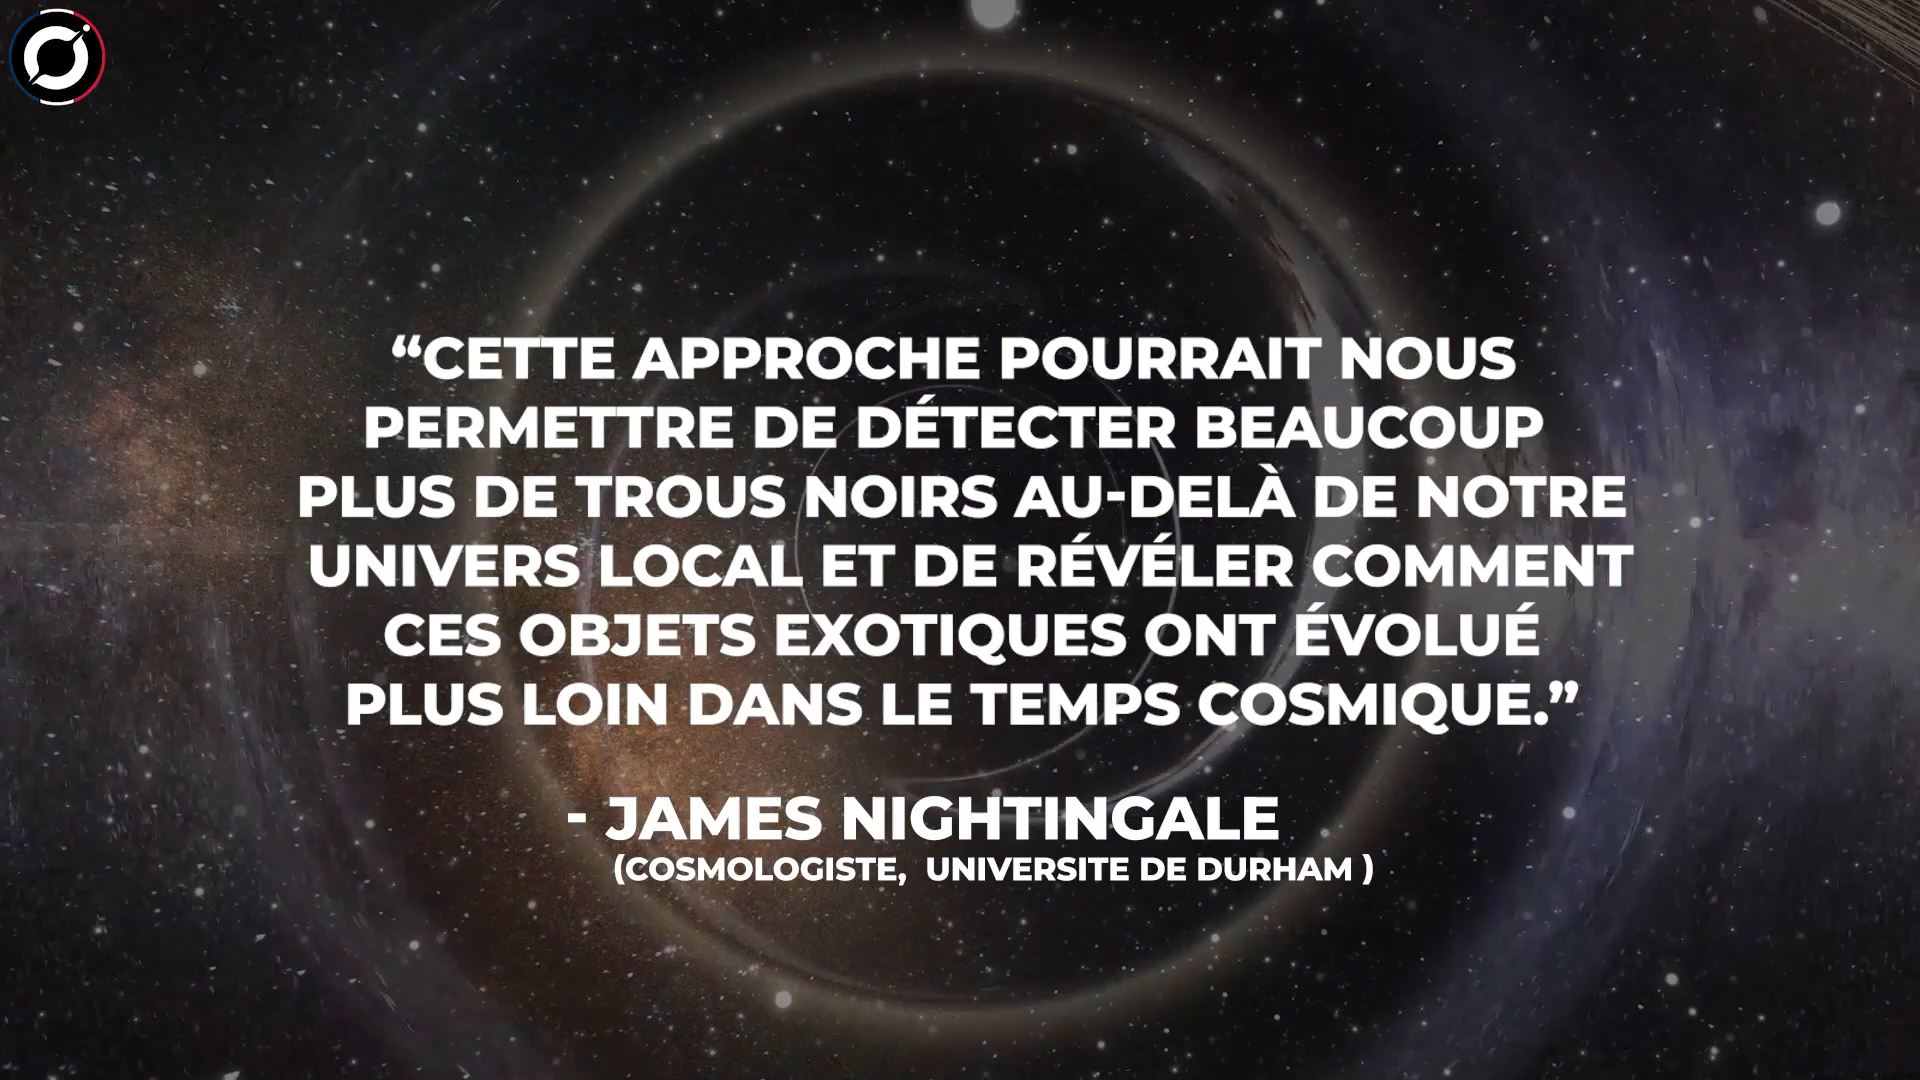 “CETTE APPROCHE POURRAIT NOUS
PERMETTRE DE DÉTECTER BEAUCOUP
PLUS DE TROUS NOIRS AU-DELÀ DE NOTRE
UNIVERS LOCAL ET DE RÉVÉLER COMMENT
CES OBJETS EXOTIQUES ONT ÉVOLUÉ
PLUS LOIN DANS LE TEMPS COSMIQUE.”
- JAMES NIGHTINGALE
(COSMOLOGISTE, UNIVERSITE DE DURHAM )